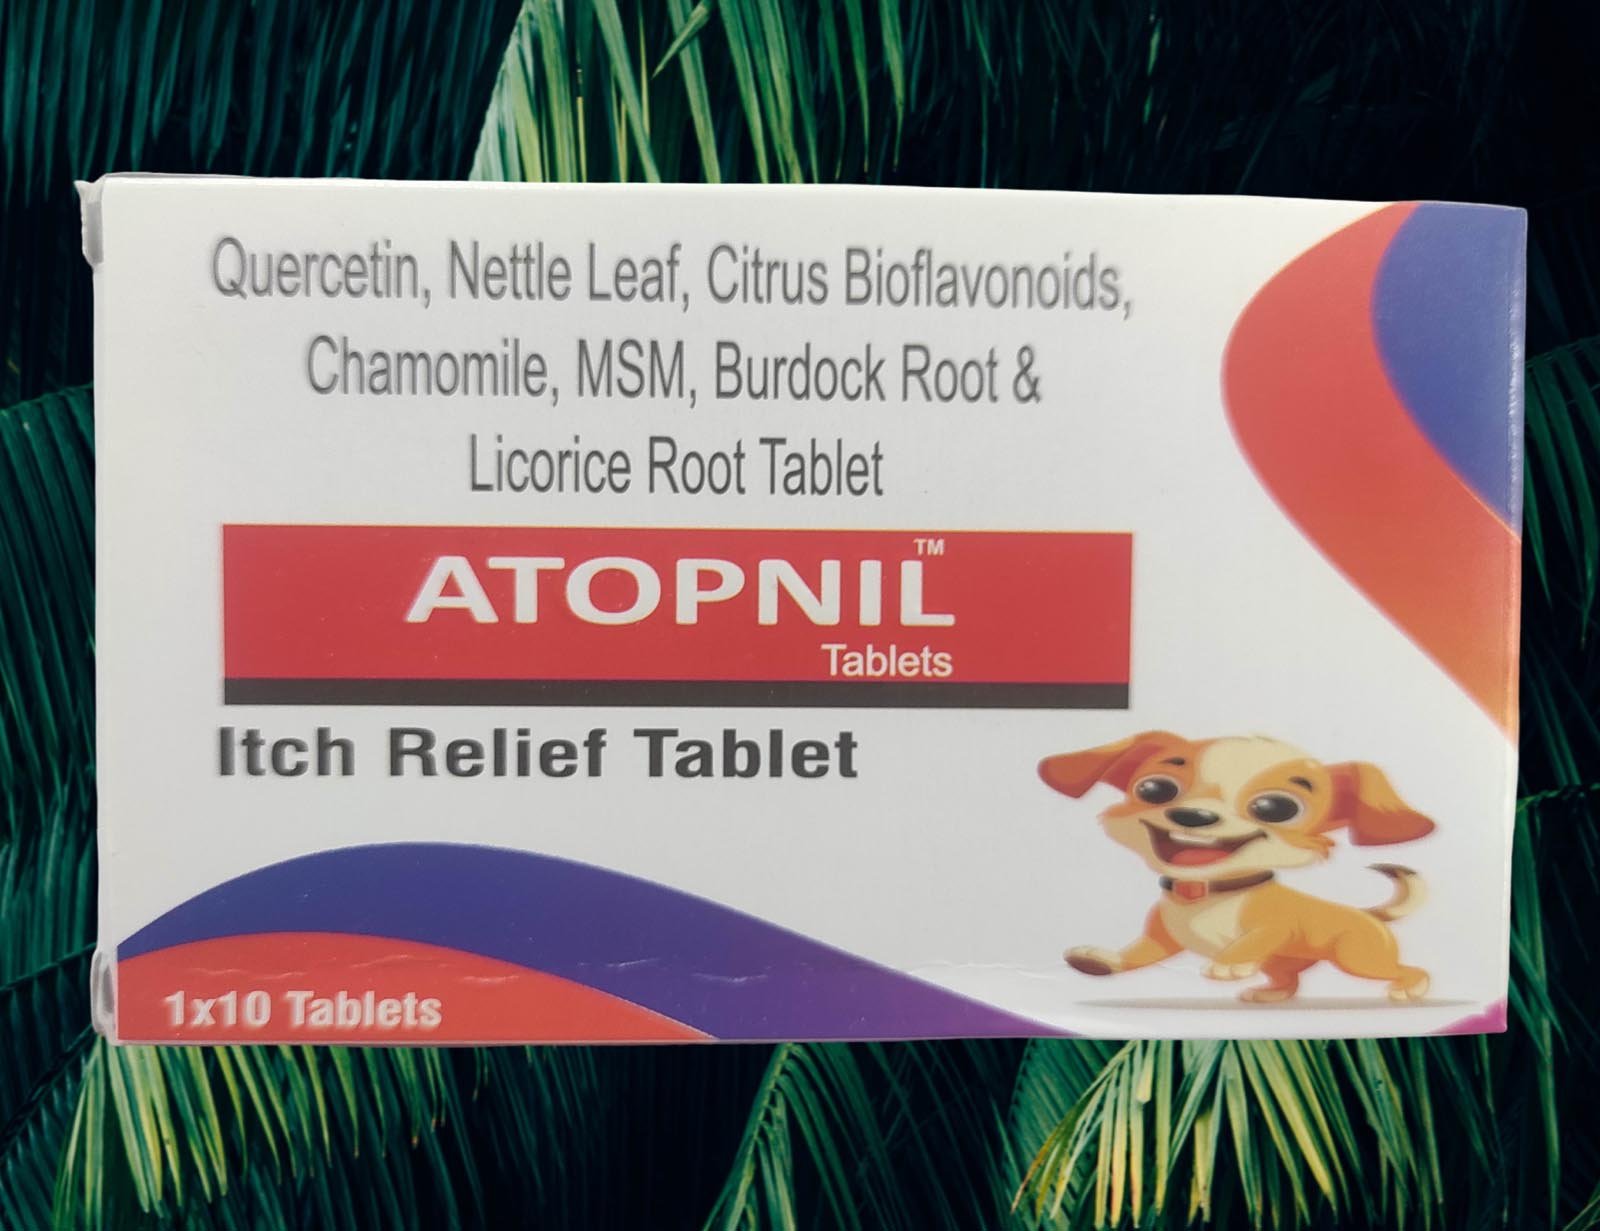 Quercetin, Nettle Leaf, Citrus Bioflavonoids,
Chamomile, MSM, Burdock Root &
Licorice Root Tablet
ATOPNIL™
Tablets
Itch Relief Tablet
1x10 Tablets